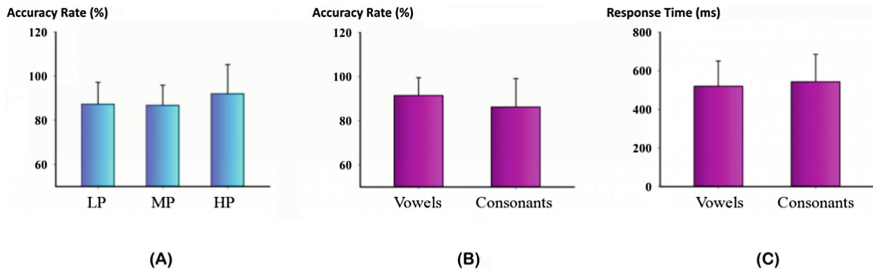 Accuracy Rate (%)
120
100
80
60
LP MP HP
(A)
Accuracy Rate (%)
120
100
80
60
Vowels Consonants
(B)
Response Time (ms)
800
600
400
200
0
Vowels Consonants
(C)